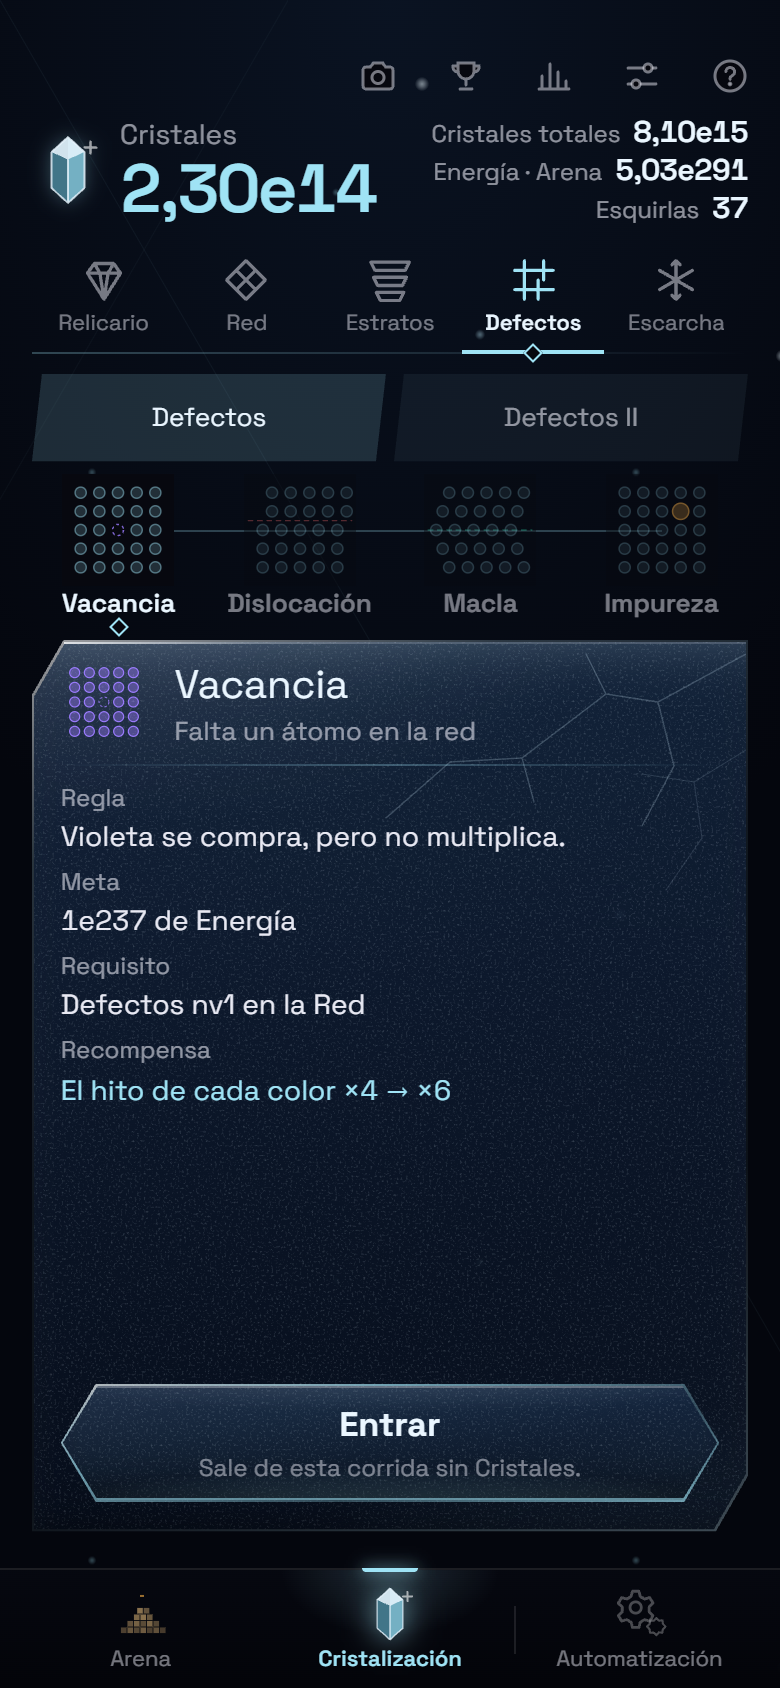 Cristales
2,30e14
Cristales totales 8,10e15
Energía · Arena 5,03e291
Esquirlas 37
Relicario
Red
Estratos
Defectos
Escarcha
Defectos
Defectos II
Vacancia
Dislocación
Macla
Impureza
Vacancia
Falta un átomo en la red
Regla
Violeta se compra, pero no multiplica.
Meta
1e237 de Energía
Requisito
Defectos nv1 en la Red
Recompensa
El hito de cada color ×4 → ×6
Entrar
Sale de esta corrida sin Cristales.
Arena
Cristalización
Automatización